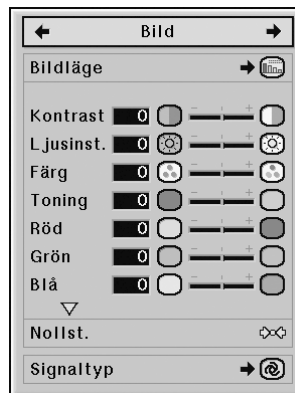 Bild
Bildläge
Kontrast 0
Ljusinst. 0
Färg 0
Toning 0
Röd 0
Grön 0
Blå 0
Nollst.
Signaltyp